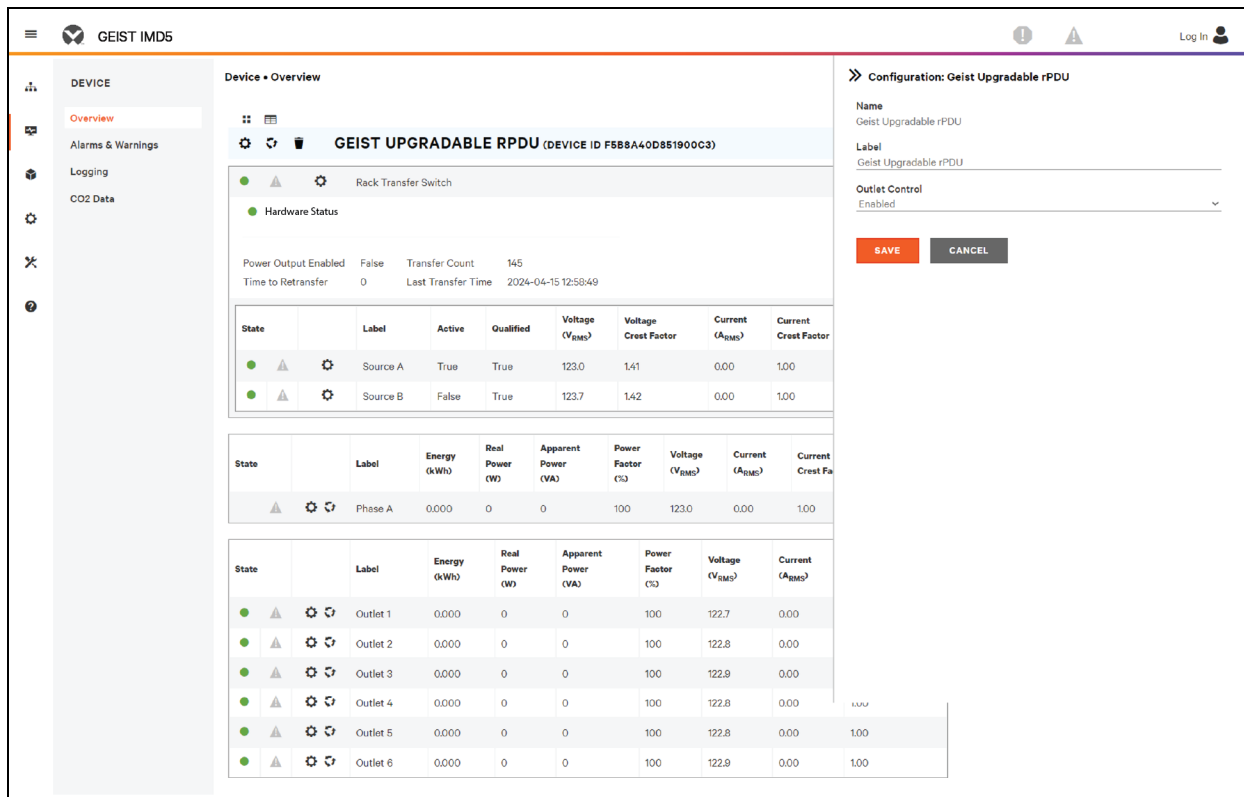 GEIST IMD5
Log In
DEVICE
Overview
Alarms & Warnings
Logging
CO2 Data
Device • Overview
GEIST UPGRADABLE RPDU (DEVICE ID F5B8A40D851900C3)
Rack Transfer Switch
Hardware Status
Power Output Enabled False Transfer Count 145
Time to Retransfer 0 Last Transfer Time 2024-04-15 12:58:49
State Label Active Qualified Voltage (VRMS) Voltage Crest Factor Current (ARMS) Current Crest Factor
Source A True True 123.0 1.41 0.00 1.00
Source B False True 123.7 1.42 0.00 1.00
State Label Energy (kWh) Real Power (W) Apparent Power (VA) Power Factor (%) Voltage (VRMS) Current (ARMS) Current Crest Fa
Phase A 0.000 0 0 100 123.0 0.00 1.00
State Label Energy (kWh) Real Power (W) Apparent Power (VA) Power Factor (%) Voltage (VRMS) Current (ARMS)
Outlet 1 0.000 0 0 100 122.7 0.00
Outlet 2 0.000 0 0 100 122.8 0.00
Outlet 3 0.000 0 0 100 122.9 0.00
Outlet 4 0.000 0 0 100 122.8 0.00 1.00
Outlet 5 0.000 0 0 100 122.8 0.00 1.00
Outlet 6 0.000 0 0 100 122.9 0.00 1.00
Configuration: Geist Upgradable rPDU
Name
Geist Upgradable rPDU
Label
Geist Upgradable rPDU
Outlet Control
Enabled
SAVE CANCEL